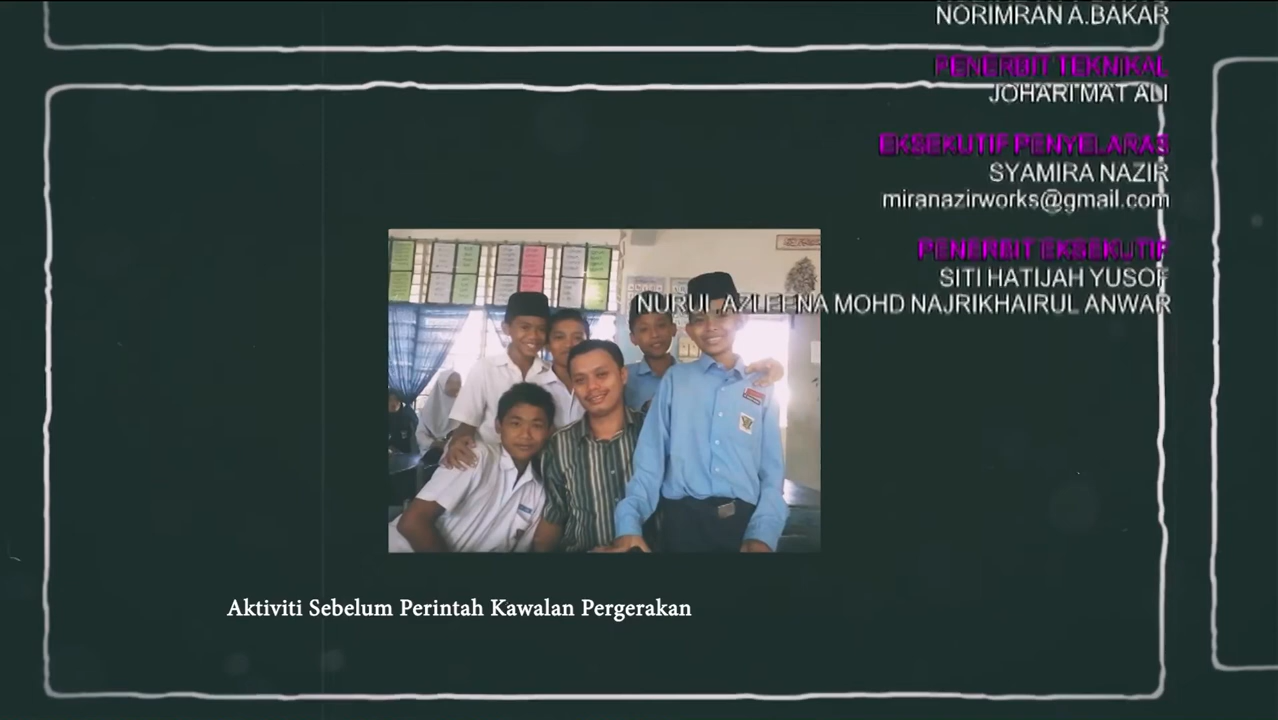 NORIMRAN A.BAKAR
PENERBIT TEKNIKAL
JOHARI MAT ALI
EKSEKUTIF PENYELARAS
SYAMIRA NAZIR
miranazirworks@gmail.com
PENERBIT EKSEKUTIF
SITI HATIJAH YUSOF
NURUL AZILEENA MOHD NAJRIKHAIRUL ANWAR
Aktiviti Sebelum Perintah Kawalan Pergerakan